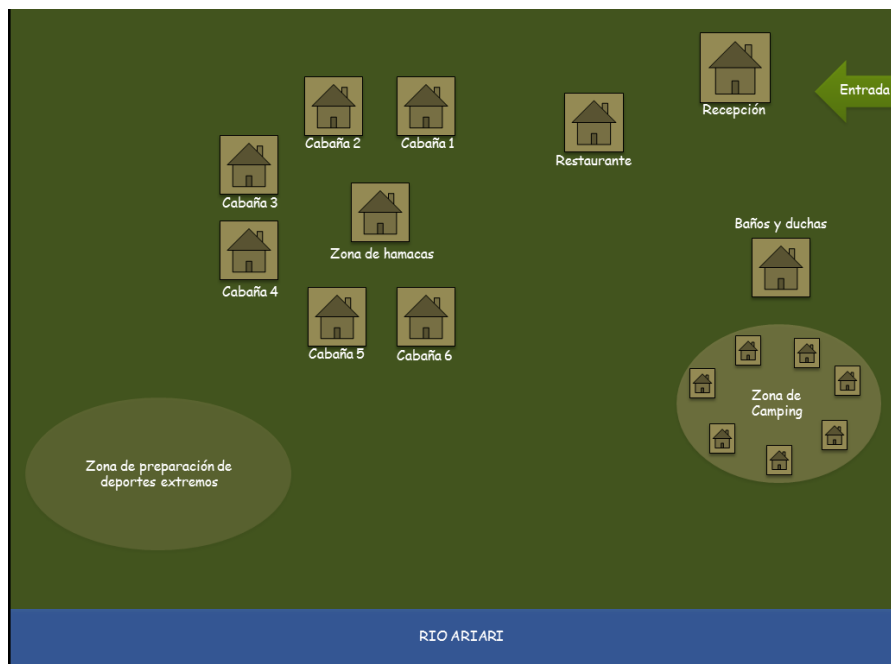 Entrada
Recepción
Cabaña 2
Cabaña 1
Restaurante
Cabaña 3
Zona de hamacas
Baños y duchas
Cabaña 4
Cabaña 5
Cabaña 6
Zona de
Camping
Zona de preparación de
deportes extremos
RIO ARIARI